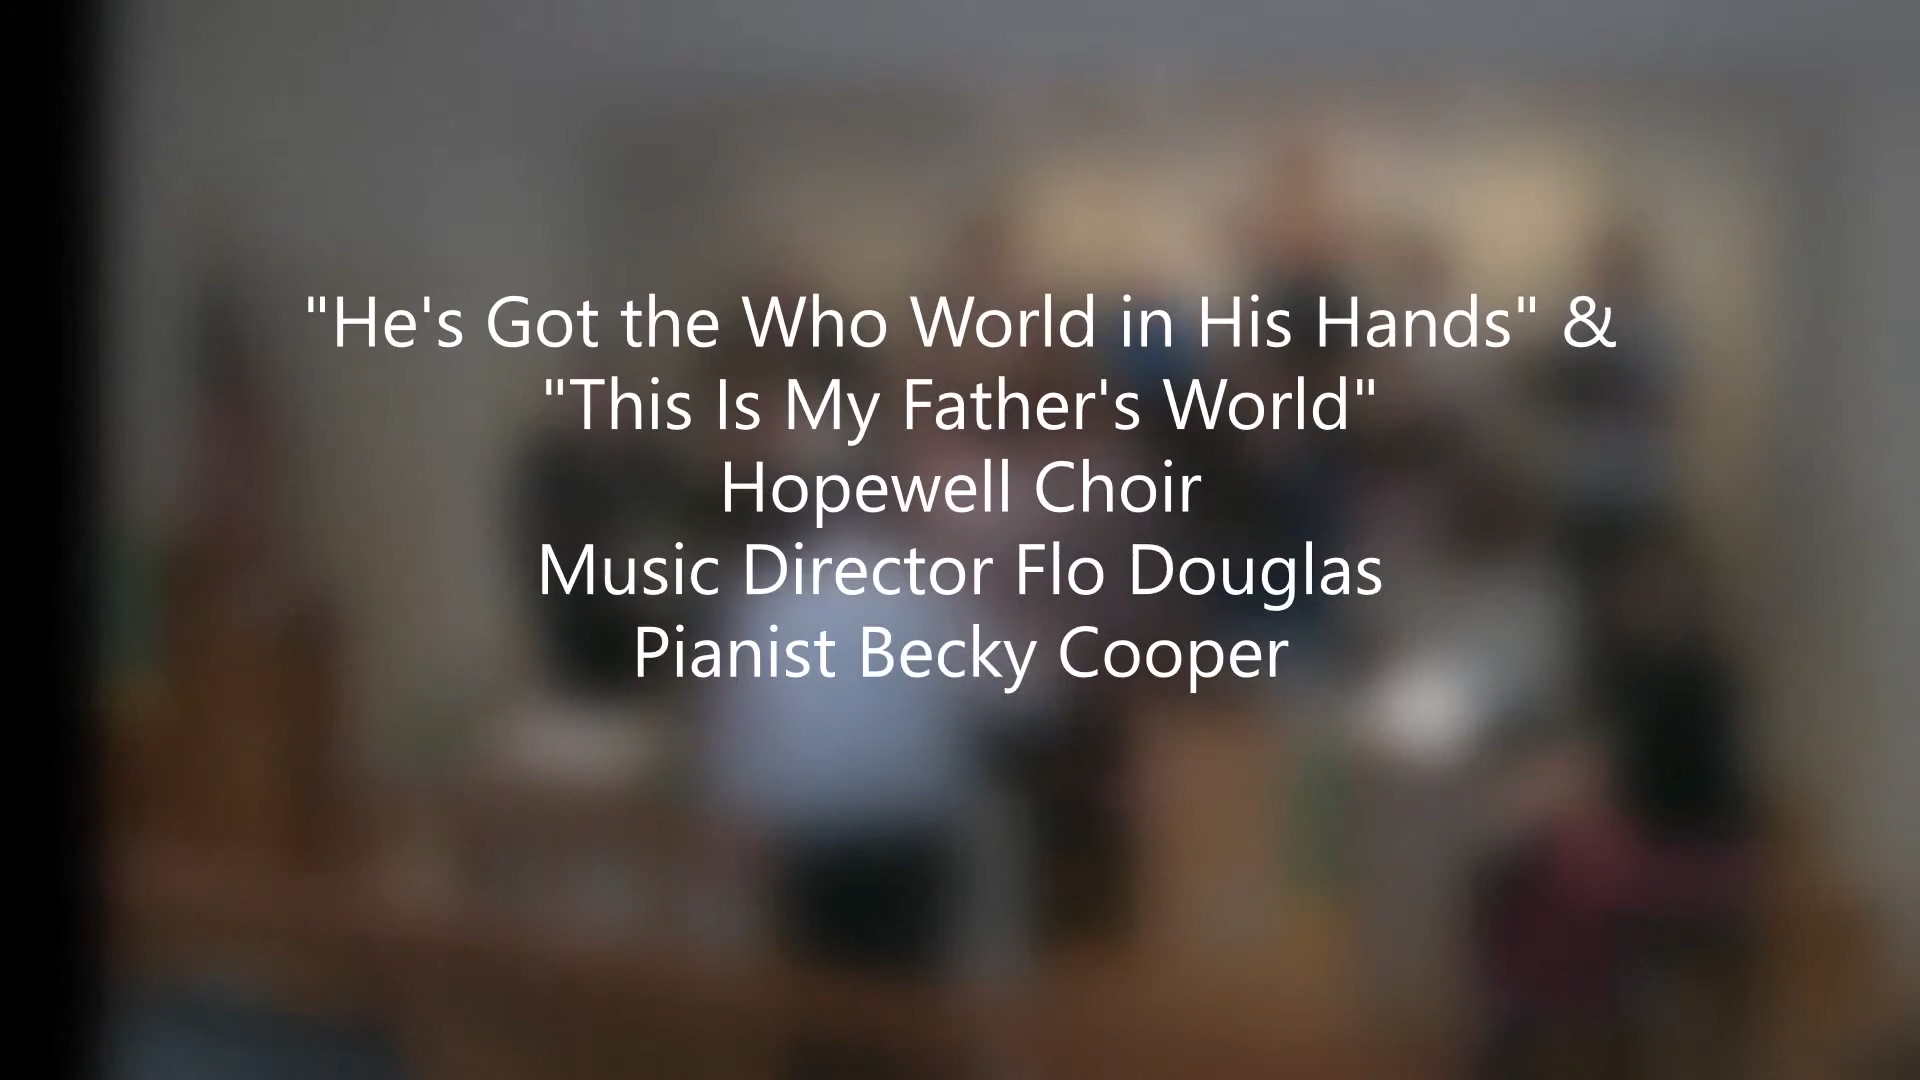 "He's Got the Who World in His Hands" &
"This Is My Father's World"
Hopewell Choir
Music Director Flo Douglas
Pianist Becky Cooper